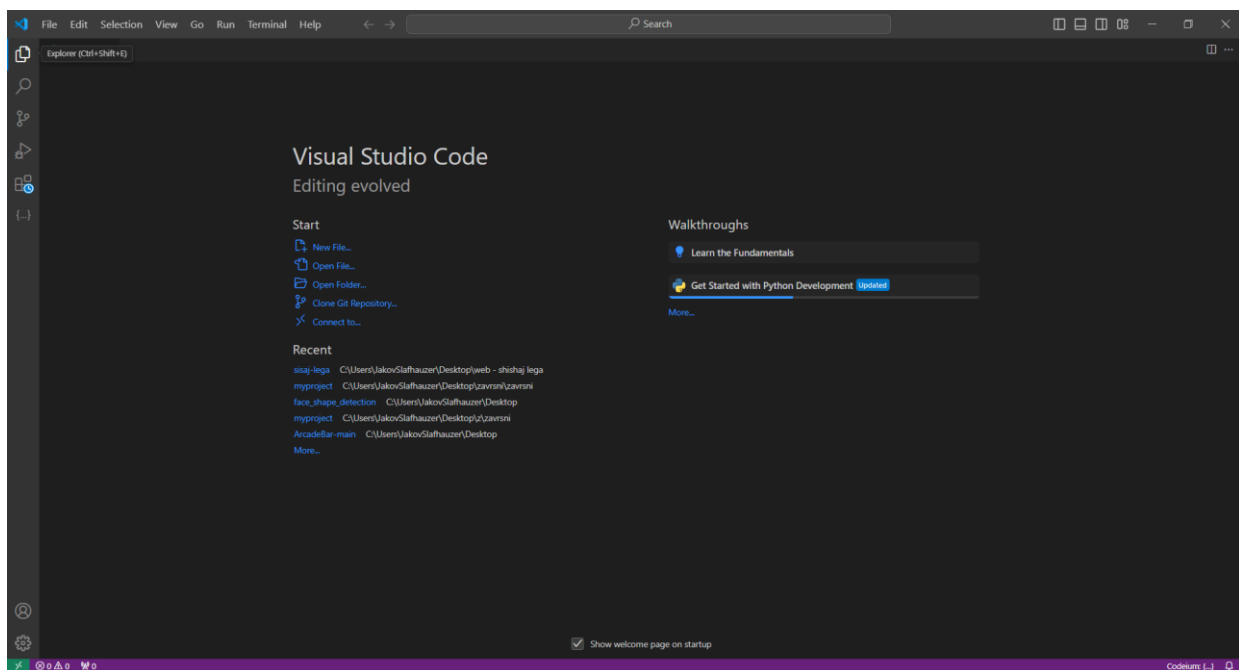 File Edit Selection View Go Run Terminal Help Search
Explorer (Ctrl+Shift+E)
Visual Studio Code
Editing evolved
Start
New File...
Open File...
Open Folder...
Clone Git Repository...
Connect to...
Recent
sisaj-lega C:\Users\JakovSlafhauzer\Desktop\web - shishaj lega
myproject C:\Users\JakovSlafhauzer\Desktop\zavrsni\zavrsni
face_shape_detection C:\Users\JakovSlafhauzer\Desktop
myproject C:\Users\JakovSlafhauzer\Desktop\z\zavrsni
ArcadeBar-main C:\Users\JakovSlafhauzer\Desktop
More...
Walkthroughs
Learn the Fundamentals
Get Started with Python Development Updated
More...
Show welcome page on startup
0 0 0 Codeium: {...}